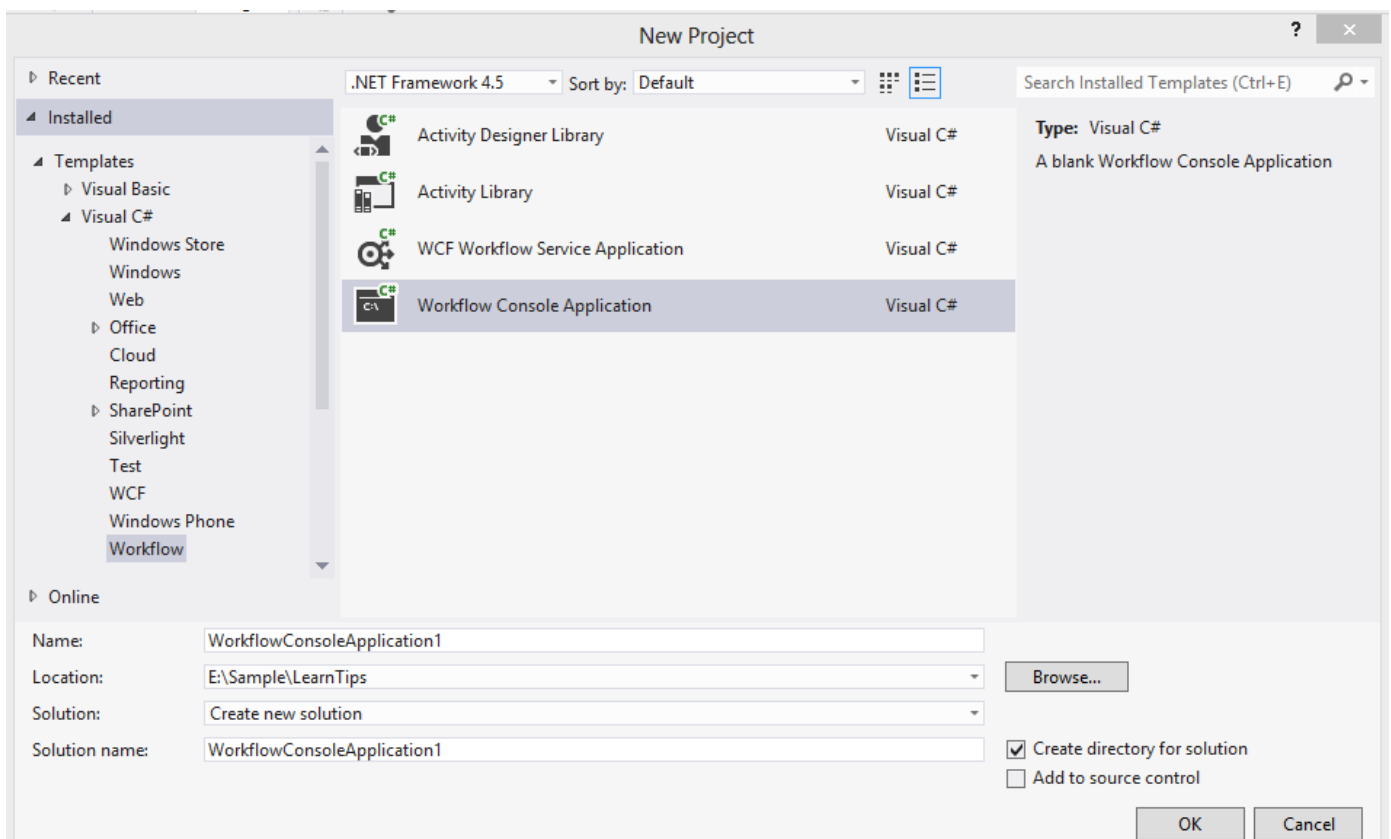 New Project
?
Recent
.NET Framework 4.5 Sort by: Default
Search Installed Templates (Ctrl+E)
Installed
Templates
Visual Basic
Visual C#
Windows Store
Windows
Web
Office
Cloud
Reporting
SharePoint
Silverlight
Test
WCF
Windows Phone
Workflow
Online
C# Activity Designer Library Visual C#
C# Activity Library Visual C#
C# WCF Workflow Service Application Visual C#
C# C:\ Workflow Console Application Visual C#
Type: Visual C#
A blank Workflow Console Application
Name: WorkflowConsoleApplication1
Location: E:\Sample\LearnTips
Browse...
Solution: Create new solution
Solution name: WorkflowConsoleApplication1
Create directory for solution
Add to source control
OK Cancel